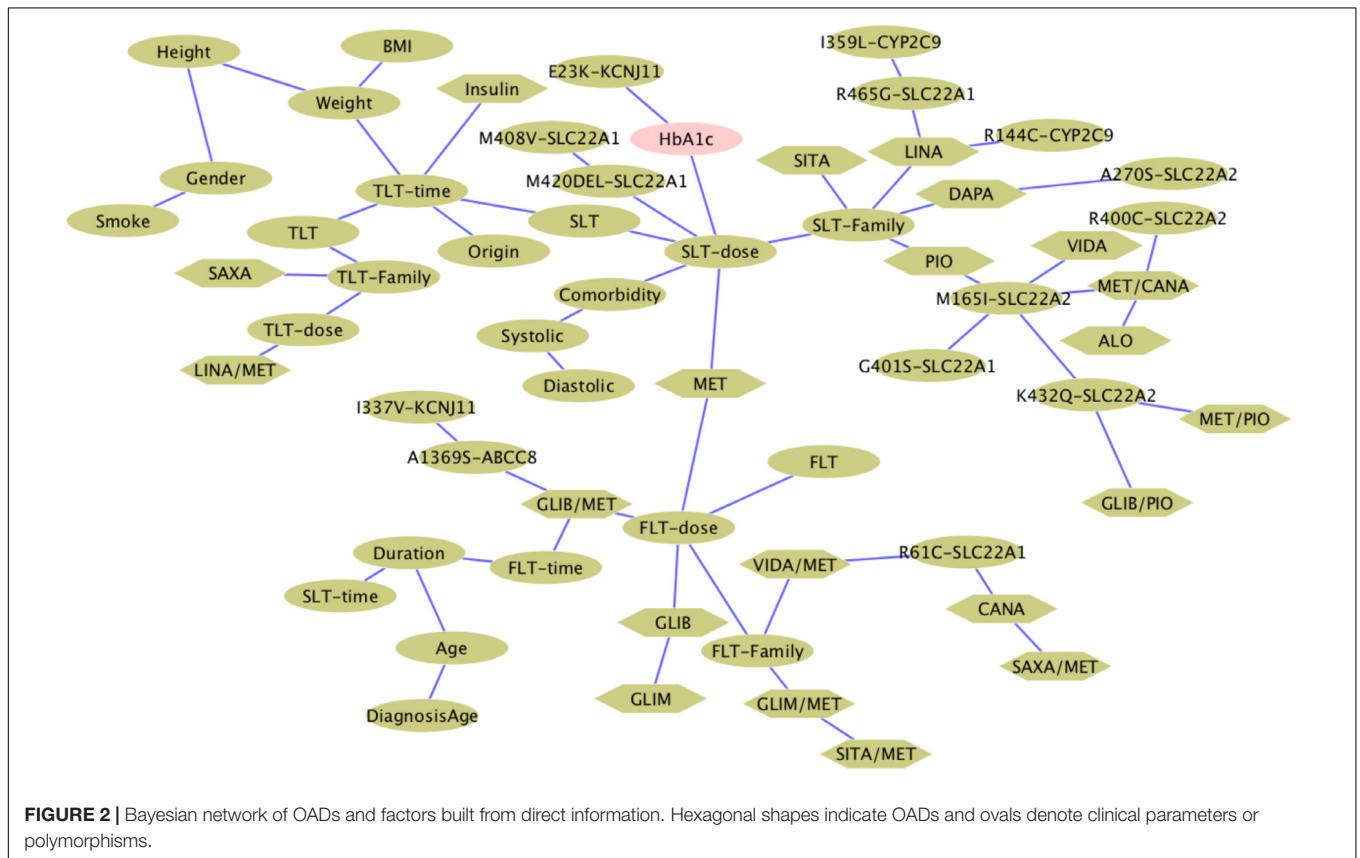 I359L-CYP2C9
Height
BMI
E23K-KCNJ11
Insulin
R465G-SLC22A1
Weight
M408V-SLC22A1
HbA1c
R144C-CYP2C9
SITA
LINA
Gender
M420DEL-SLC22A1
A270S-SLC22A2
TLT-time
DAPA
Smoke
SLT
SLT-Family
R400C-SLC22A2
TLT
Origin
SLT-dose
VIDA
SAXA
TLT-Family
PIO
Comorbidity
M165I-SLC22A2
MET/CANA
TLT-dose
Systolic
ALO
LINA/MET
Diastolic
MET
G401S-SLC22A1
K432Q-SLC22A2
I337V-KCNJ11
MET/PIO
A1369S-ABCC8
FLT
GLIB/MET
GLIB/PIO
FLT-dose
Duration
FLT-time
VIDA/MET
R61C-SLC22A1
SLT-time
GLIB
CANA
Age
FLT-Family
SAXA/MET
GLIM
GLIM/MET
DiagnosisAge
SITA/MET
FIGURE 2 | Bayesian network of OADs and factors built from direct information. Hexagonal shapes indicate OADs and ovals denote clinical parameters or
polymorphisms.